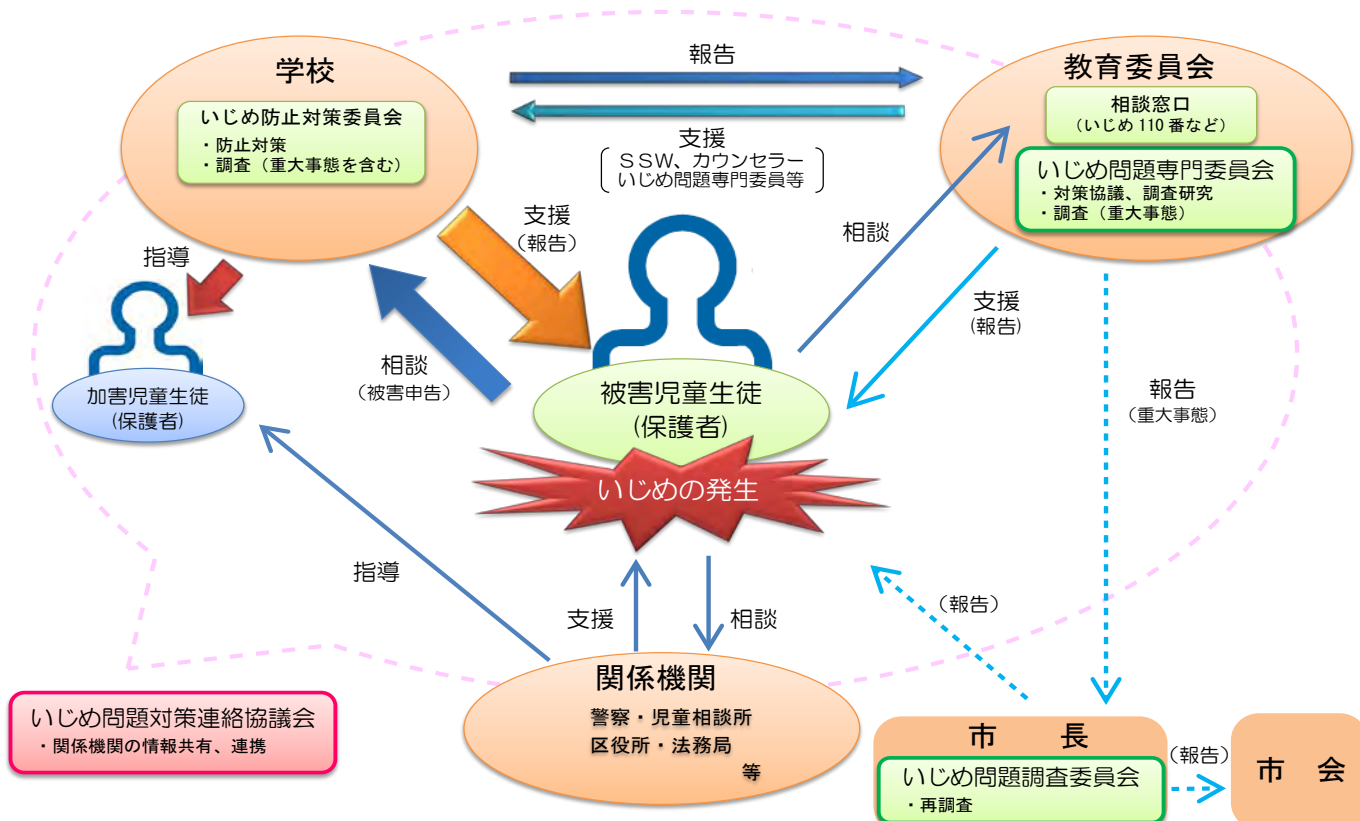 学校
いじめ防止対策委員会
・防止対策
・調査（重大事態を含む）
報告
支援
ＳＳＷ、カウンセラー
いじめ問題専門委員等
教育委員会
相談窓口
（いじめ 110 番など）
いじめ問題専門委員会
・対策協議、調査研究
・調査（重大事態）
指導
支援
（報告）
相談
（被害申告）
相談
支援
(報告)
報告
（重大事態）
加害児童生徒
(保護者)
被害児童生徒
(保護者)
いじめの発生
指導
支援
相談
（報告）
関係機関
警察・児童相談所
区役所・法務局
等
いじめ問題対策連絡協議会
・関係機関の情報共有、連携
市　長
いじめ問題調査委員会
・再調査
（報告）
市　会